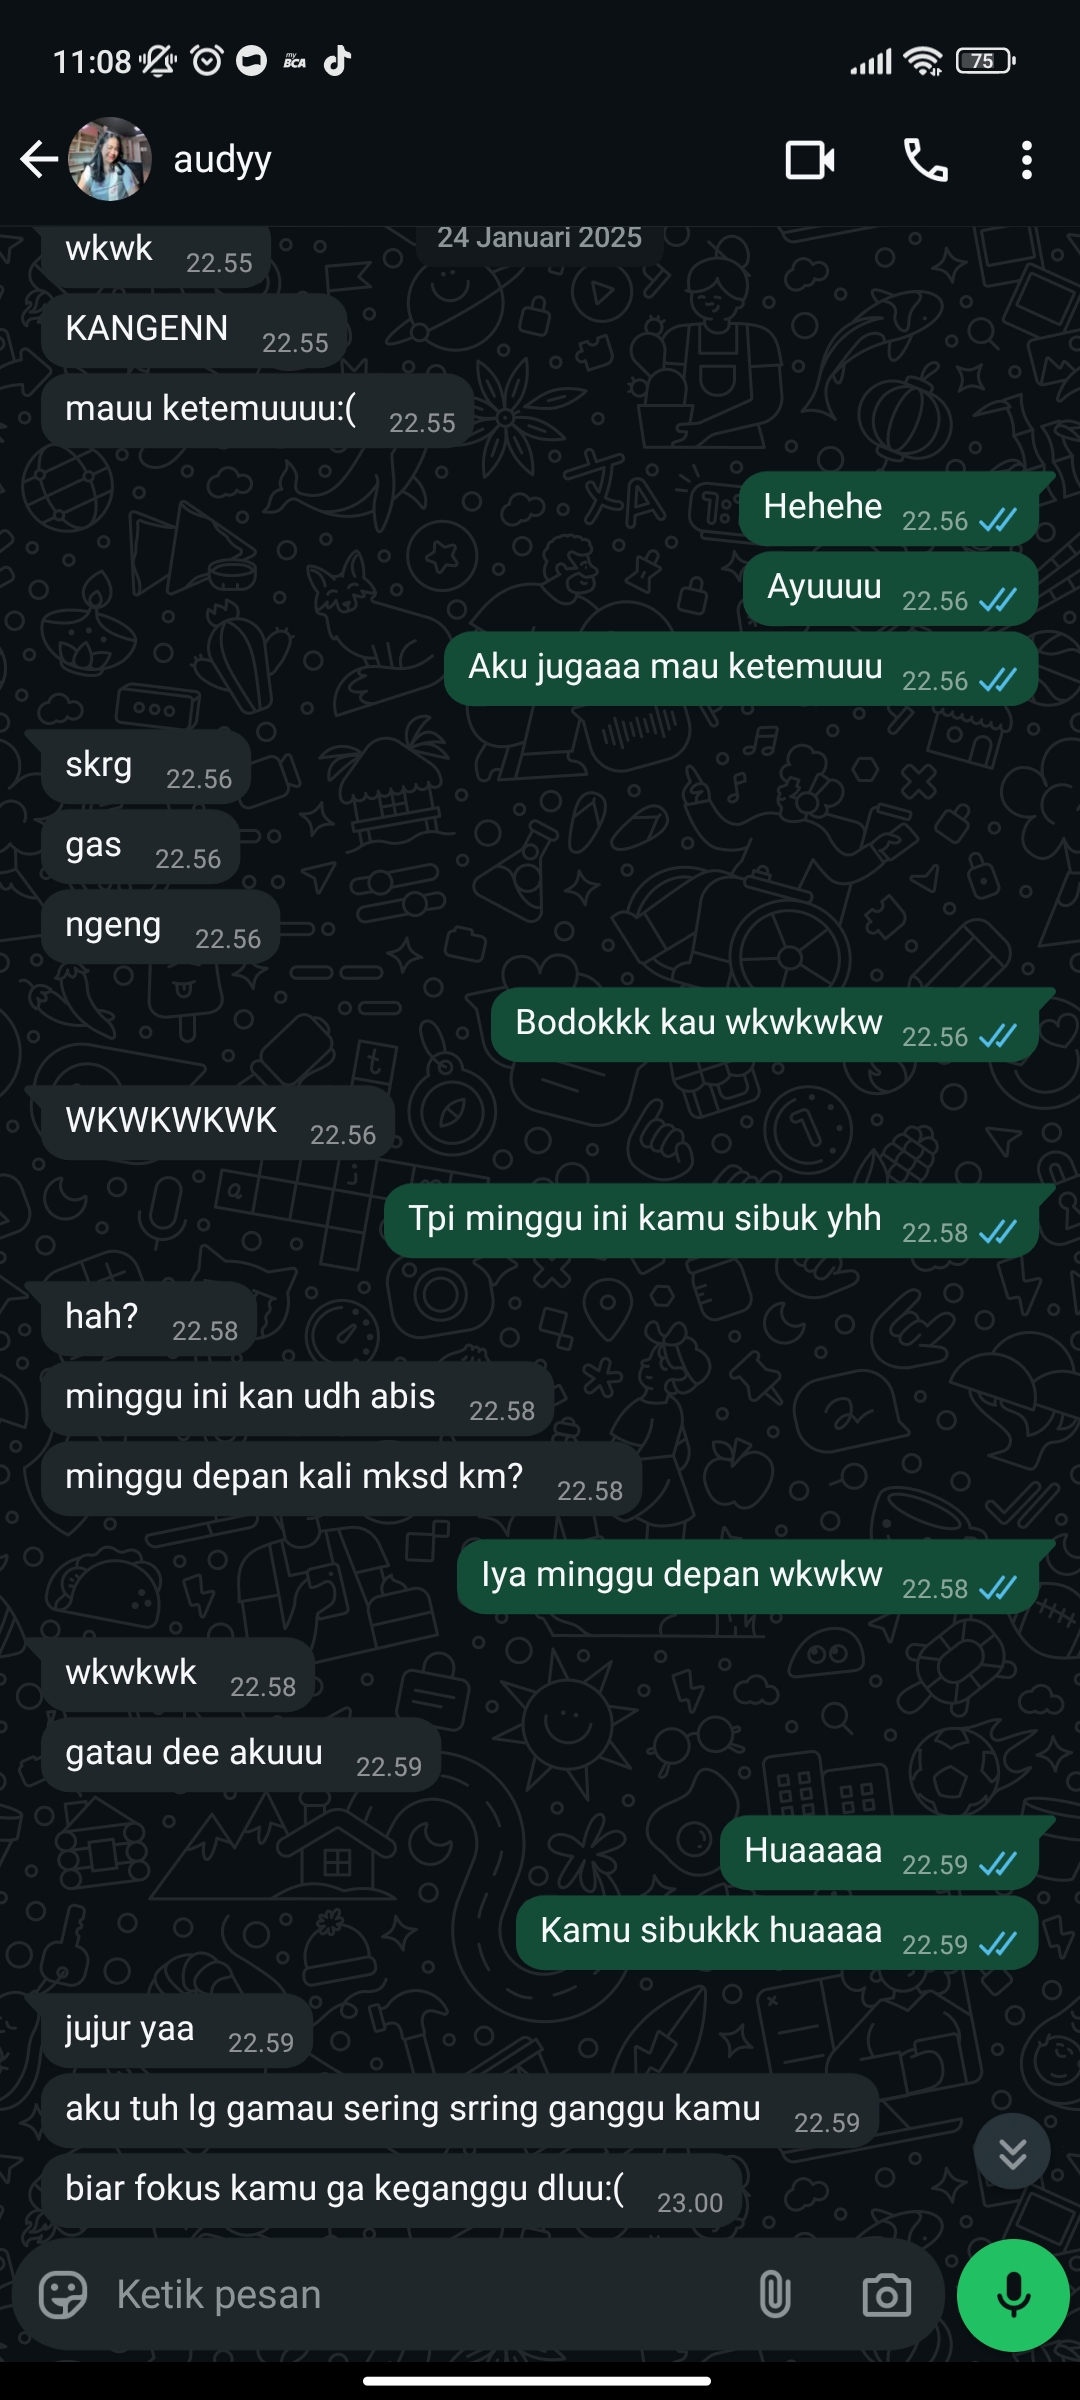 11:08
my
BCA
75
audyy
24 Januari 2025
wkwk 22.55
KANGENN 22.55
mauu ketemuuuu:( 22.55
Hehehe 22.56
Ayuuuu 22.56
Aku jugaaa mau ketemuuu 22.56
skrg 22.56
gas 22.56
ngeng 22.56
Bodokkk kau wkwkwkw 22.56
WKWKWKWK 22.56
Tpi minggu ini kamu sibuk yhh 22.58
hah? 22.58
minggu ini kan udh abis 22.58
minggu depan kali mksd km? 22.58
Iya minggu depan wkwkw 22.58
wkwkwk 22.58
gatau dee akuuu 22.59
Huaaaaa 22.59
Kamu sibukkk huaaaa 22.59
jujur yaa 22.59
aku tuh lg gamau sering srring ganggu kamu 22.59
biar fokus kamu ga keganggu dluu:( 23.00
Ketik pesan